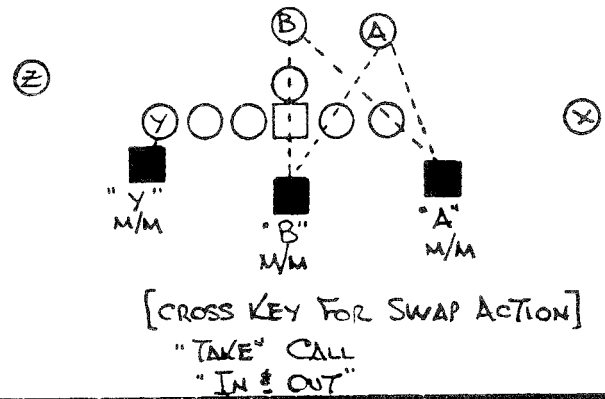 B
A
Z
X
Y
"Y"
M/M
"B"
M/M
"A"
M/M
[CROSS KEY FOR SWAP ACTION]
"TAKE" CALL
"IN & OUT"